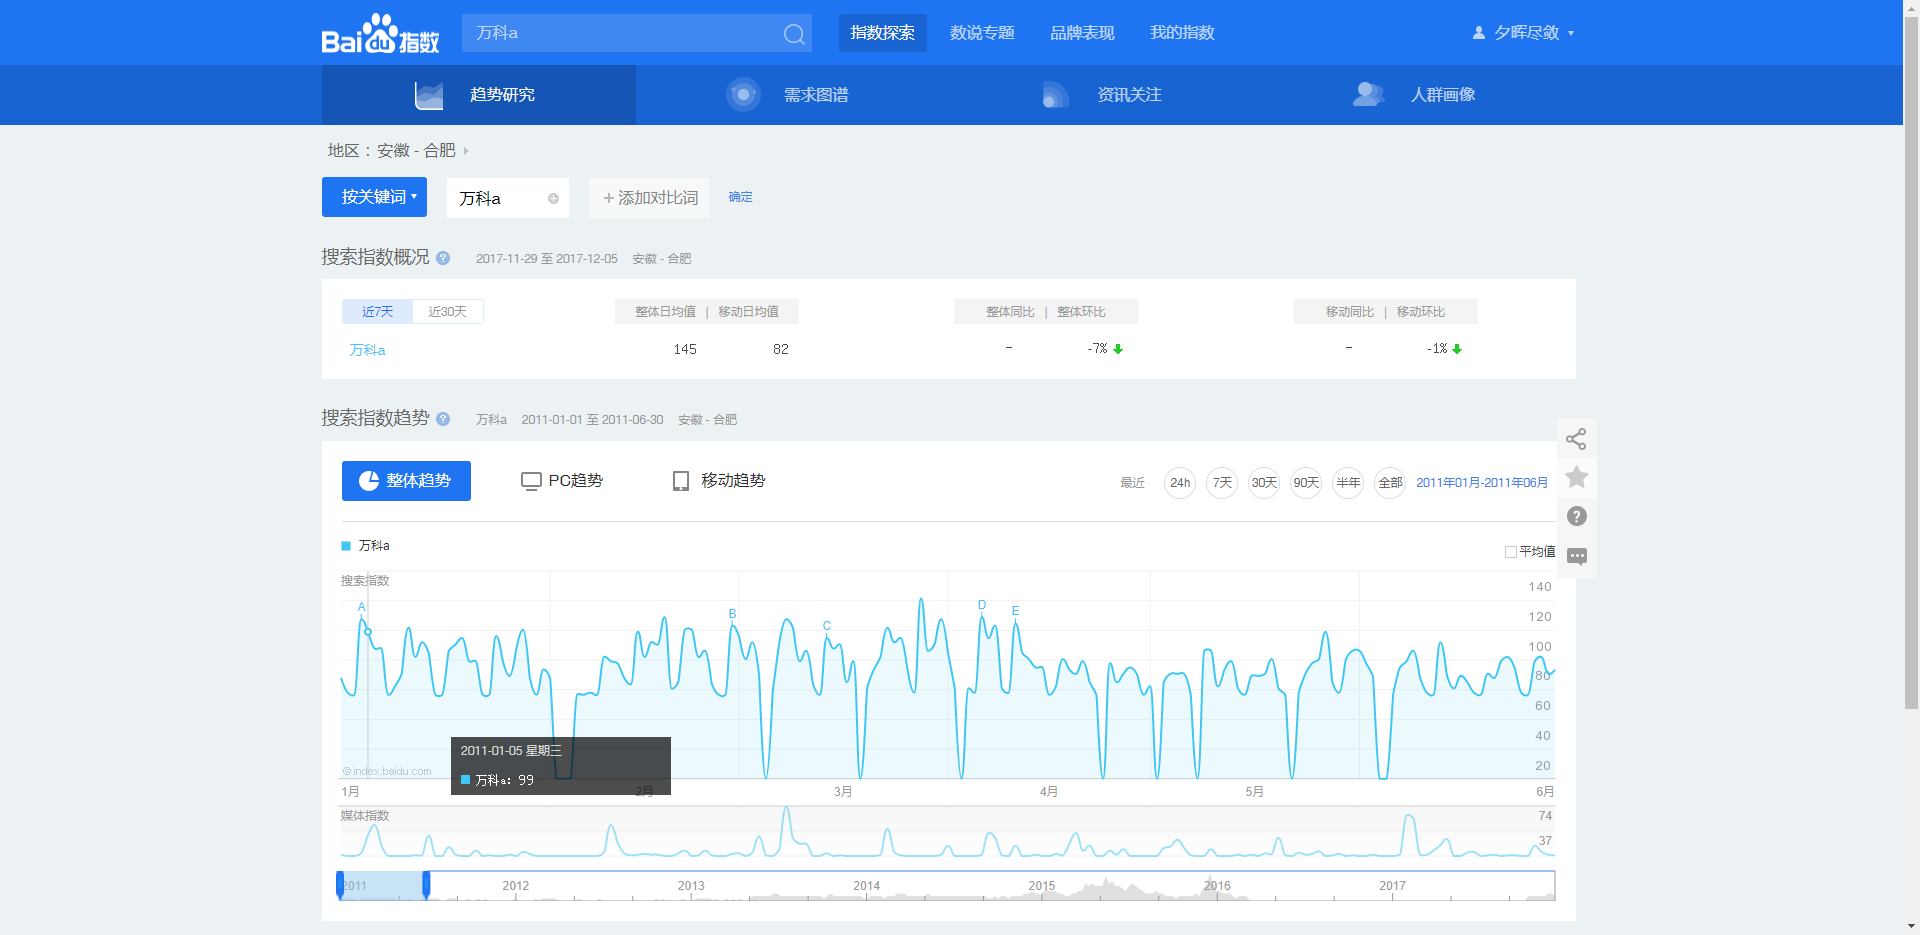 Bai du 指数
万科a
指数探索 数说专题 品牌表现 我的指数
夕晖尽敛
趋势研究 需求图谱 资讯关注 人群画像
地区： 安徽 - 合肥
按关键词 万科a + 添加对比词 确定
搜索指数概况 ? 2017-11-29 至 2017-12-05 安徽 - 合肥
近7天 近30天 整体日均值 | 移动日均值 整体同比 | 整体环比 移动同比 | 移动环比
万科a 145 82 - -7% - -1%
搜索指数趋势 ? 万科a 2011-01-01 至 2011-06-30 安徽 - 合肥
整体趋势 PC趋势 移动趋势 最近 24h 7天 30天 90天 半年 全部 2011年01月-2011年06月
?
万科a
平均值
搜索指数
140
A B C D E
120
100
80
60
40
20
2011-01-05 星期三
万科a: 99
© index.baidu.com
1月 2月 3月 4月 5月 6月
媒体指数
74
37
2011 2012 2013 2014 2015 2016 2017